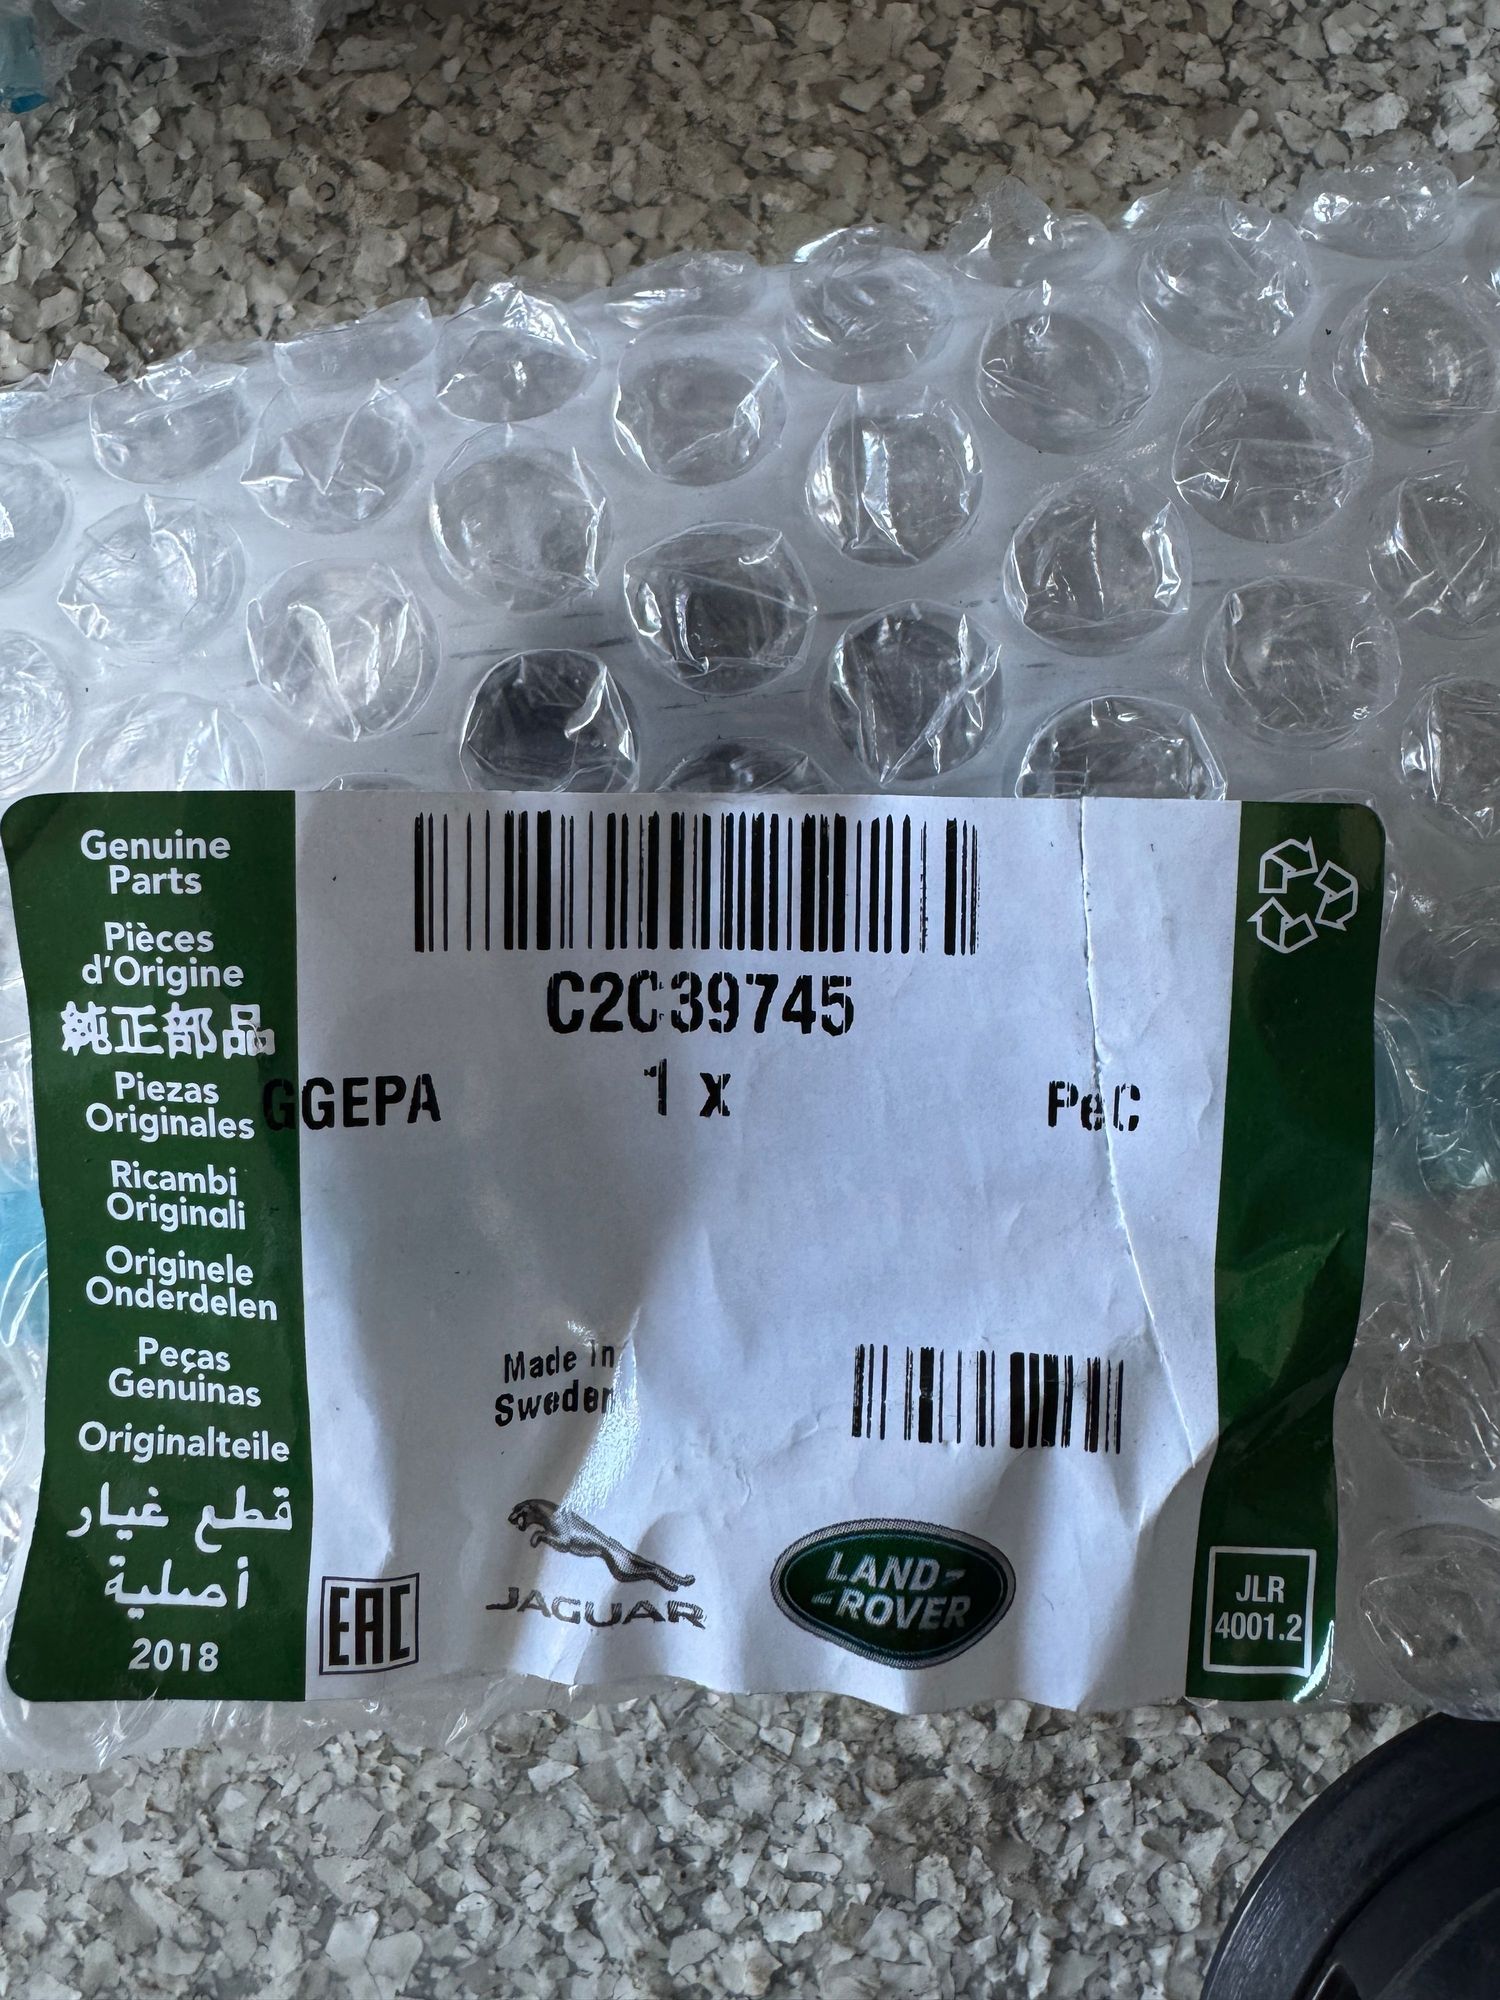 Genuine
Parts
Pièces
d'Origine
純正部品
Piezas
Originales
Ricambi
Originali
Originele
Onderdelen
Peças
Genuinas
Originalteile
قطع غيار
أصلية
2018
C2C39745
GGEPA 1 x PeC
Made in
Sweden
EAC
JAGUAR
LAND-
-ROVER
JLR
4001.2